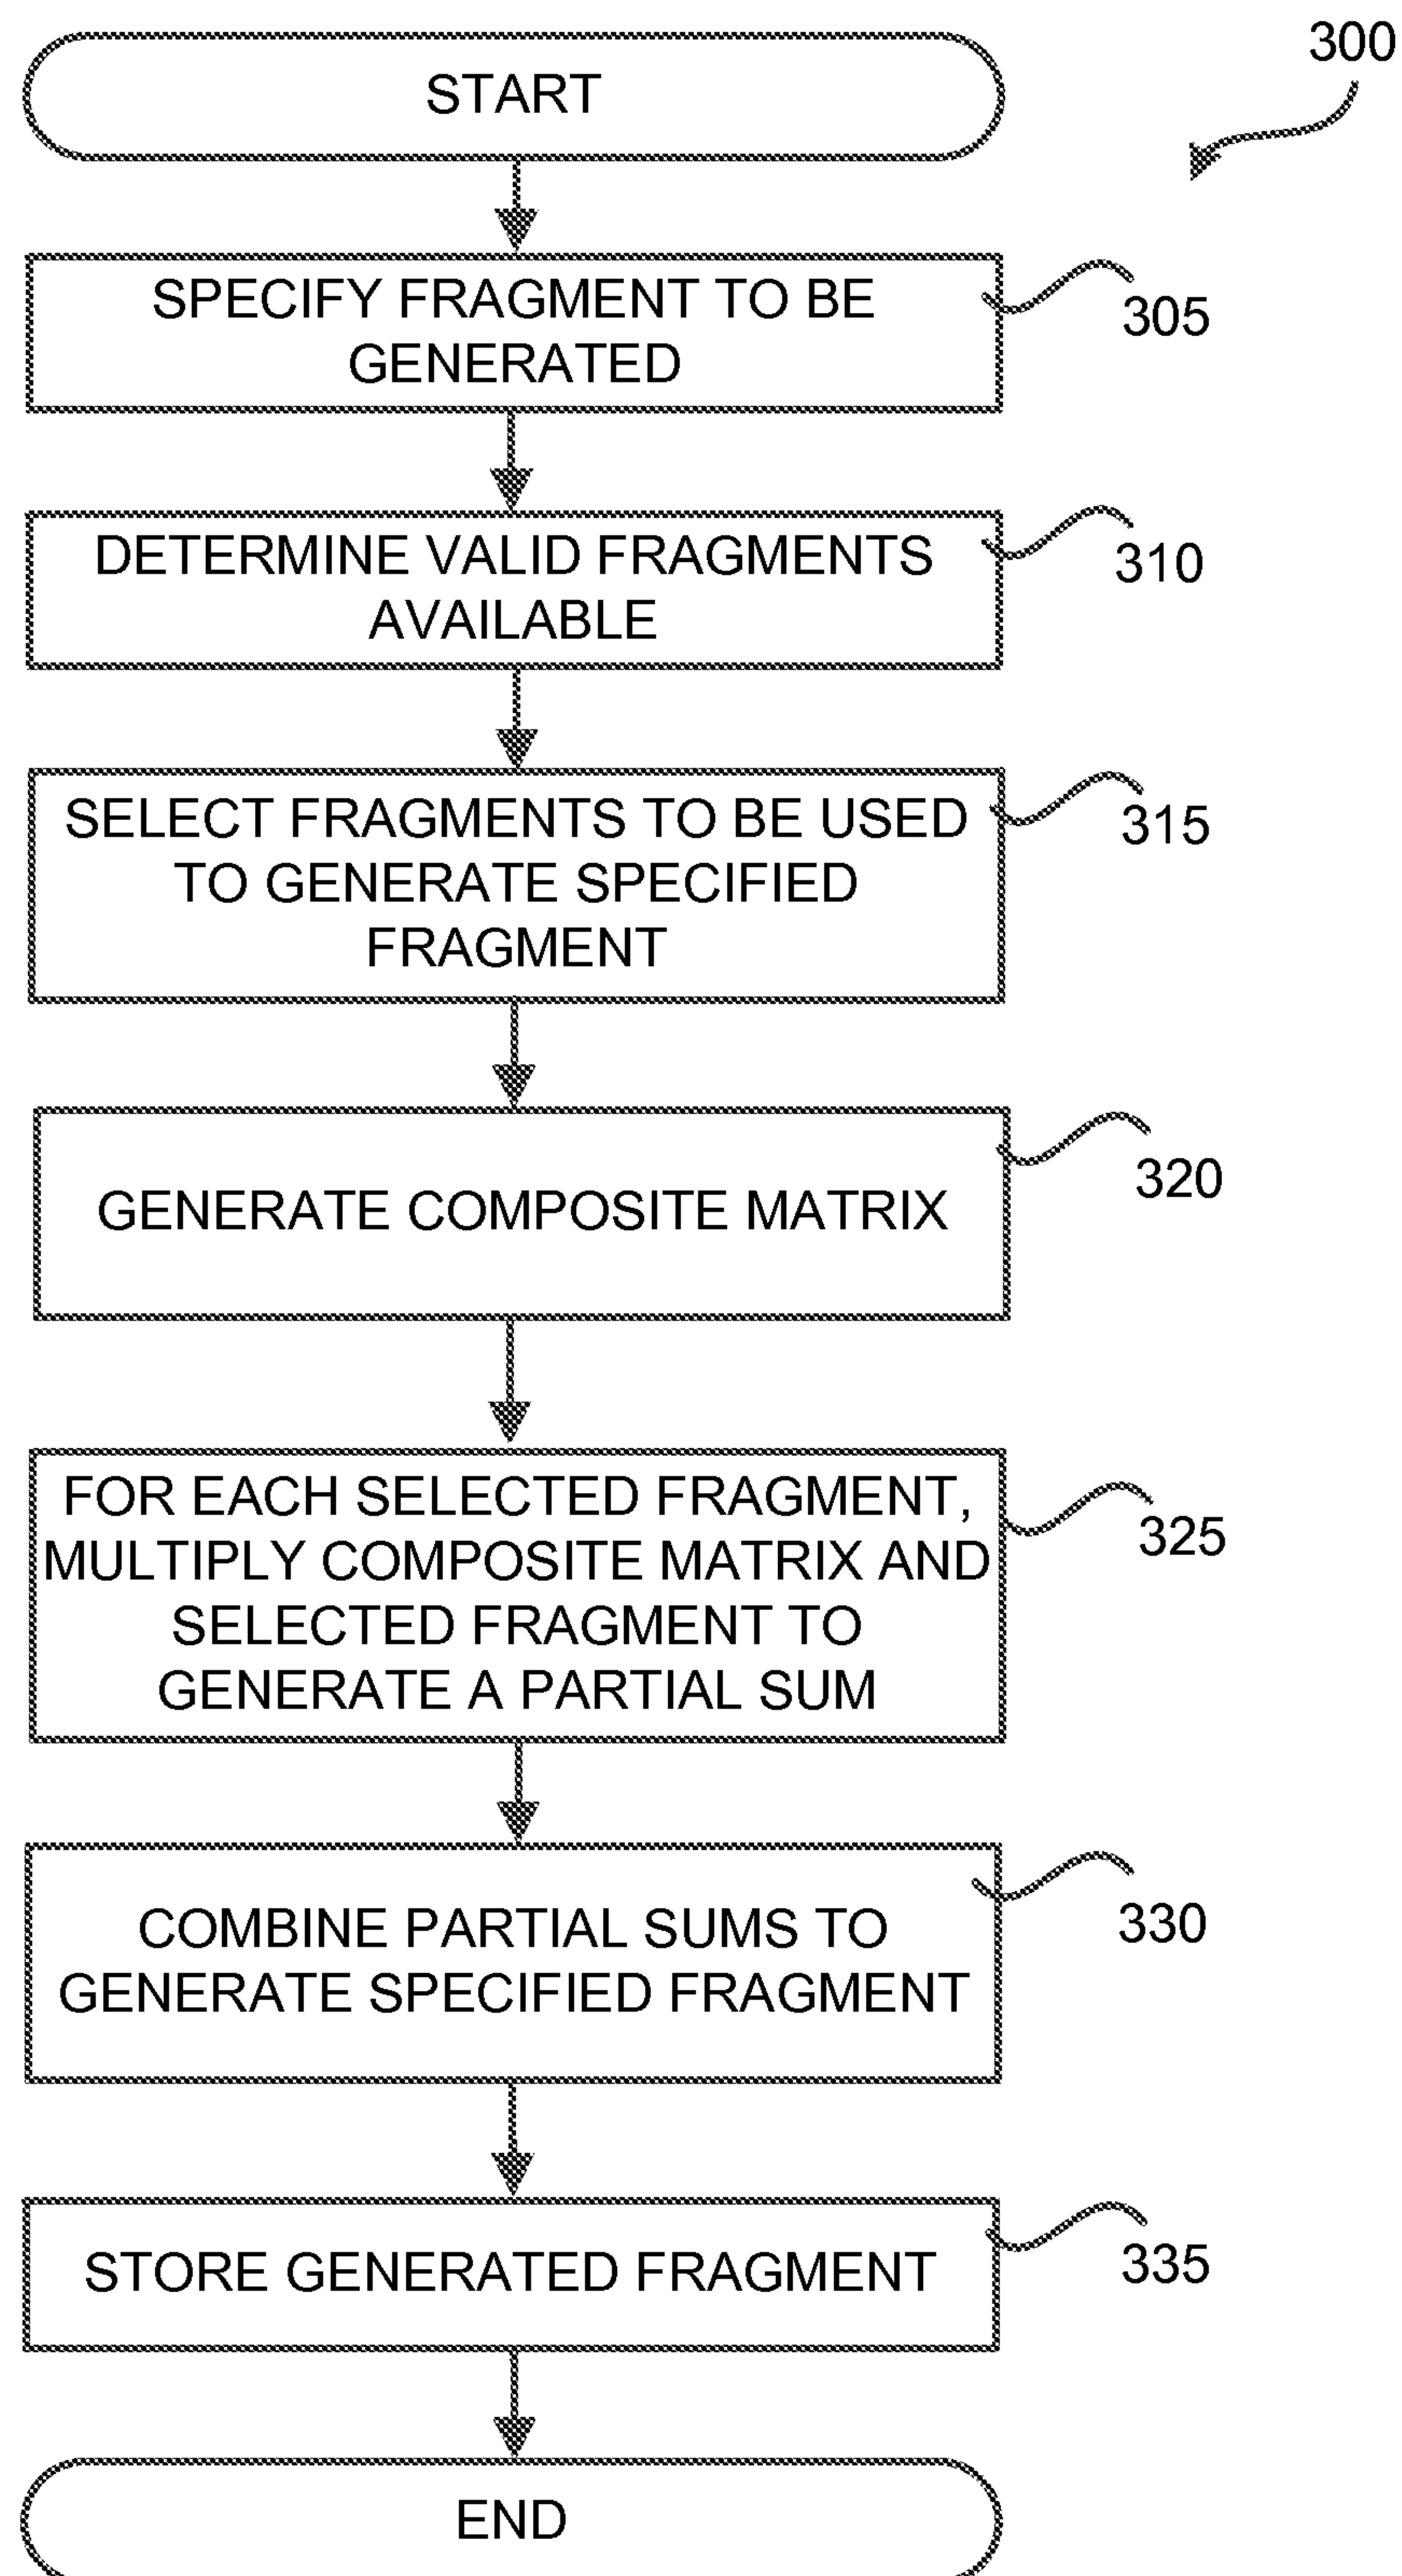 START
300
SPECIFY FRAGMENT TO BE
GENERATED
305
DETERMINE VALID FRAGMENTS
AVAILABLE
310
SELECT FRAGMENTS TO BE USED
TO GENERATE SPECIFIED
FRAGMENT
315
GENERATE COMPOSITE MATRIX
320
FOR EACH SELECTED FRAGMENT,
MULTIPLY COMPOSITE MATRIX AND
SELECTED FRAGMENT TO
GENERATE A PARTIAL SUM
325
COMBINE PARTIAL SUMS TO
GENERATE SPECIFIED FRAGMENT
330
STORE GENERATED FRAGMENT
335
END